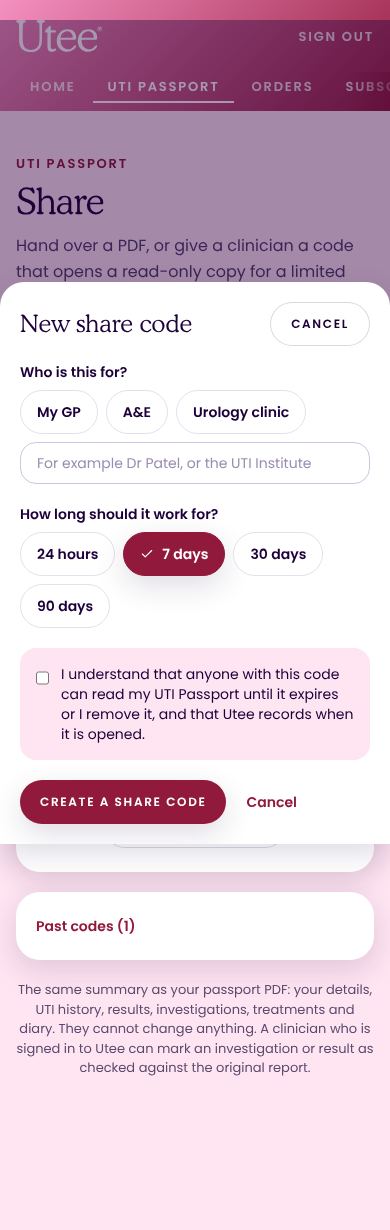 Utee®
SIGN OUT
HOME
UTI PASSPORT
ORDERS
UTI PASSPORT
Share
Hand over a PDF, or give a clinician a code
that opens a read-only copy for a limited
New share code
CANCEL
Who is this for?
My GP
A&E
Urology clinic
For example Dr Patel, or the UTI Institute
How long should it work for?
24 hours
7 days
30 days
90 days
I understand that anyone with this code
can read my UTI Passport until it expires
or I remove it, and that Utee records when
it is opened.
CREATE A SHARE CODE
Cancel
Past codes (1)
The same summary as your passport PDF: your details,
UTI history, results, investigations, treatments and
diary. They cannot change anything. A clinician who is
signed in to Utee can mark an investigation or result as
checked against the original report.